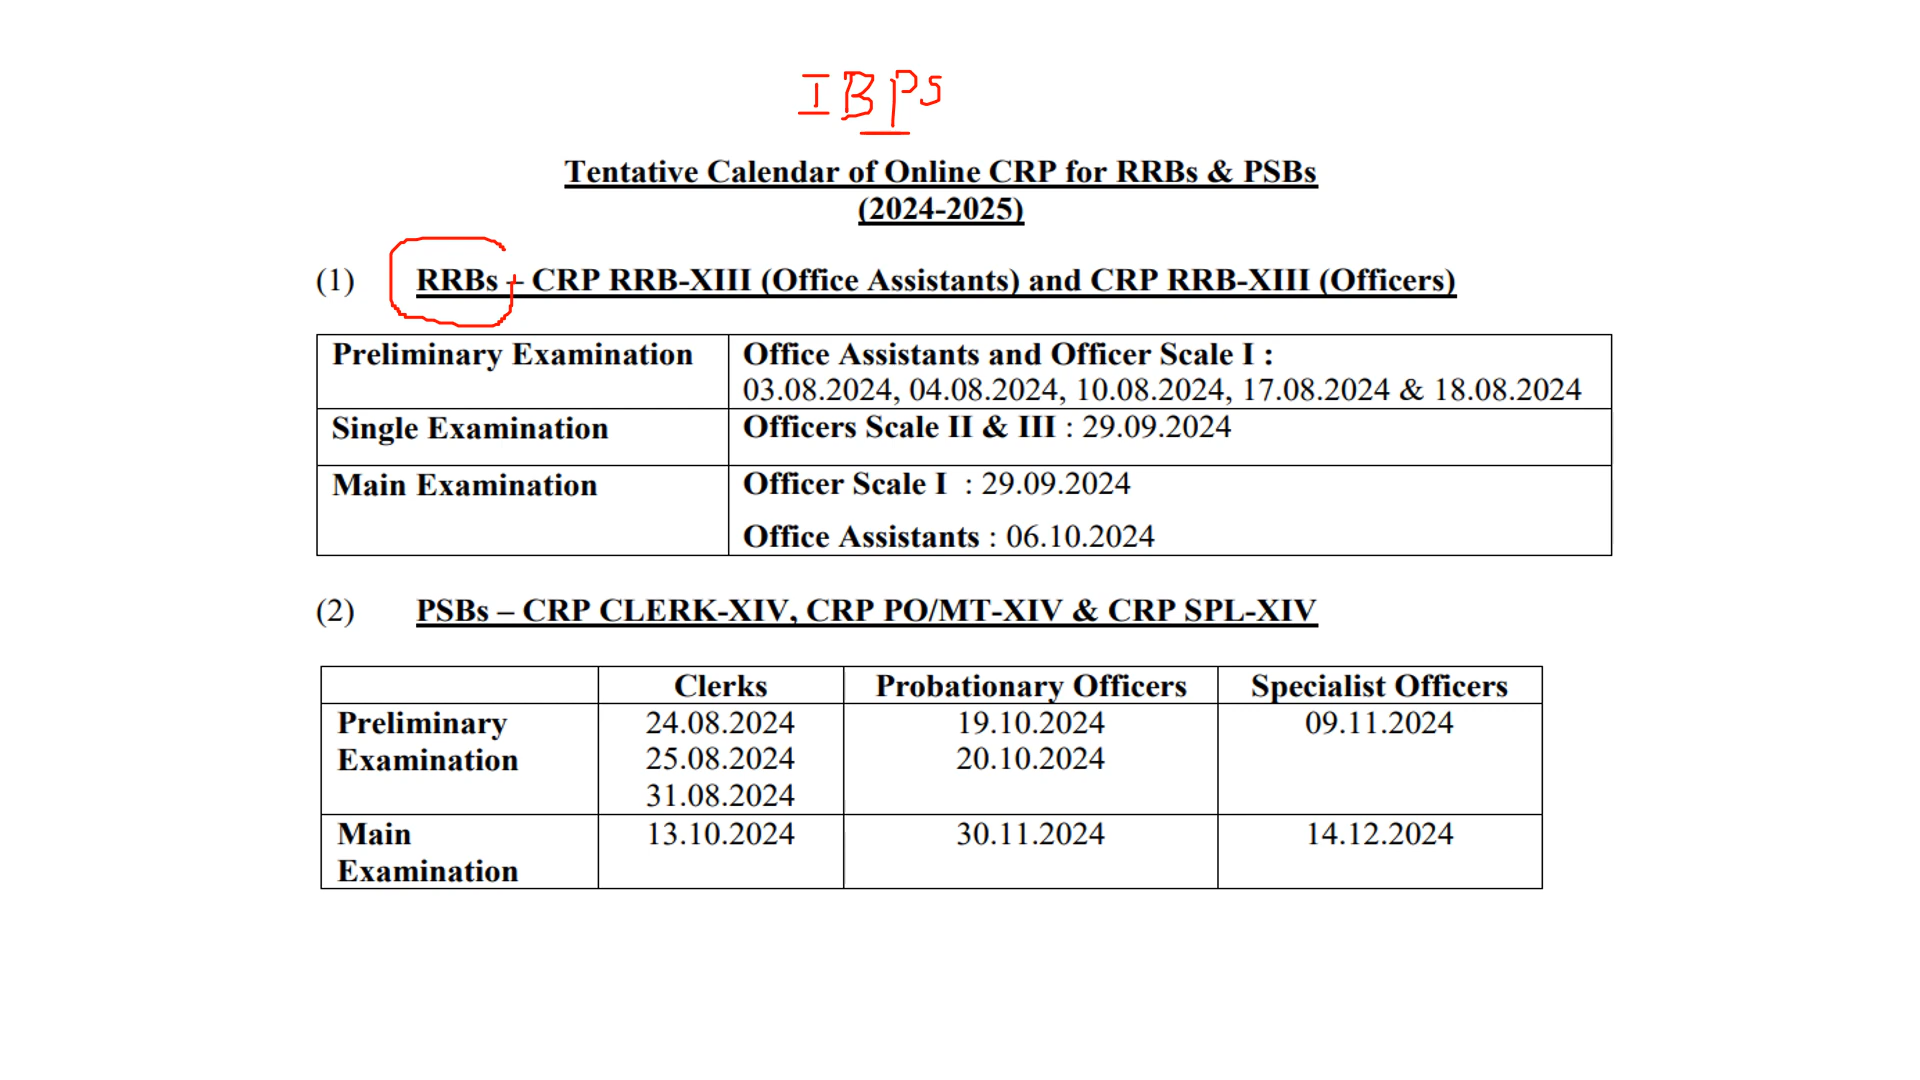 IBPS
Tentative Calendar of Online CRP for RRBs & PSBs
(2024-2025)
(1) RRBs – CRP RRB-XIII (Office Assistants) and CRP RRB-XIII (Officers)
Preliminary Examination Office Assistants and Officer Scale I :
03.08.2024, 04.08.2024, 10.08.2024, 17.08.2024 & 18.08.2024
Single Examination Officers Scale II & III : 29.09.2024
Main Examination Officer Scale I : 29.09.2024
Office Assistants : 06.10.2024
(2) PSBs – CRP CLERK-XIV, CRP PO/MT-XIV & CRP SPL-XIV
Clerks Probationary Officers Specialist Officers
Preliminary 24.08.2024 19.10.2024 09.11.2024
Examination 25.08.2024 20.10.2024
31.08.2024
Main 13.10.2024 30.11.2024 14.12.2024
Examination